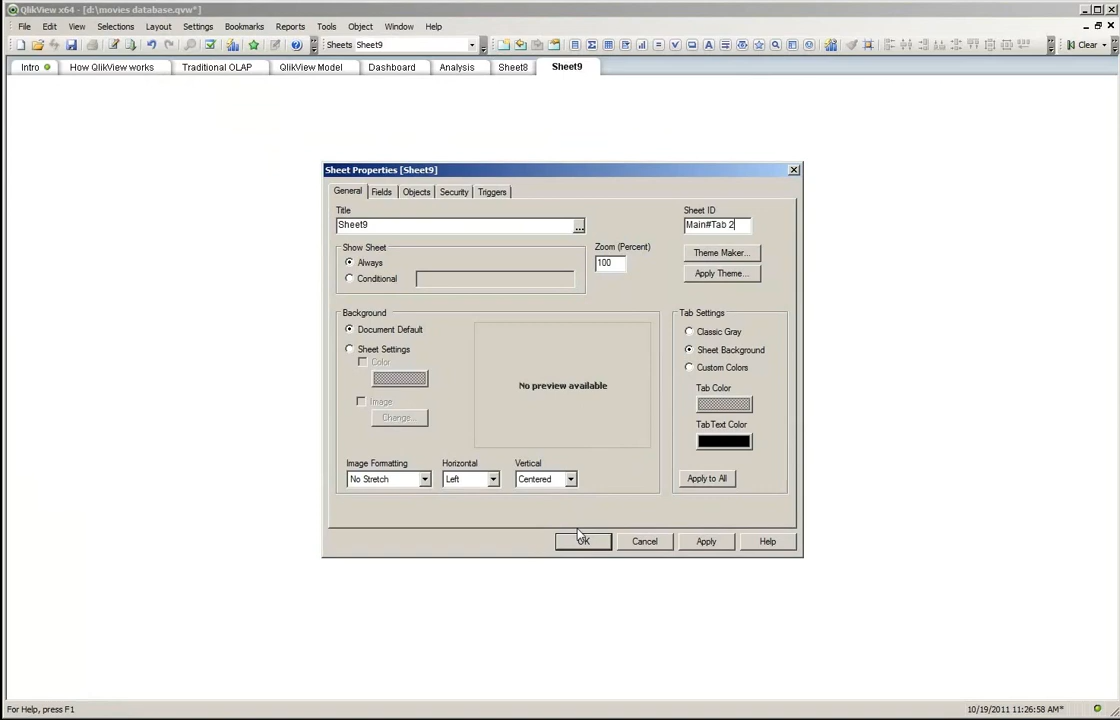 QlikView x64 - [d:\movies database.qvw*]
File Edit View Selections Layout Settings Bookmarks Reports Tools Object Window Help
Sheets Sheet9 Clear
Intro How QlikView works Traditional OLAP QlikView Model Dashboard Analysis Sheet8 Sheet9
Sheet Properties [Sheet9]
General Fields Objects Security Triggers
Title Sheet ID
Sheet9 ... Main#Tab 2
Show Sheet Zoom (Percent)
Always 100 Theme Maker...
Conditional Apply Theme...
Background Tab Settings
Document Default Classic Gray
Sheet Settings Sheet Background
Color Custom Colors
No preview available Tab Color
Image
Change...
Tab Text Color
Image Formatting Horizontal Vertical
No Stretch Left Centered Apply to All
OK Cancel Apply Help
For Help, press F1 10/19/2011 11:26:58 AM*